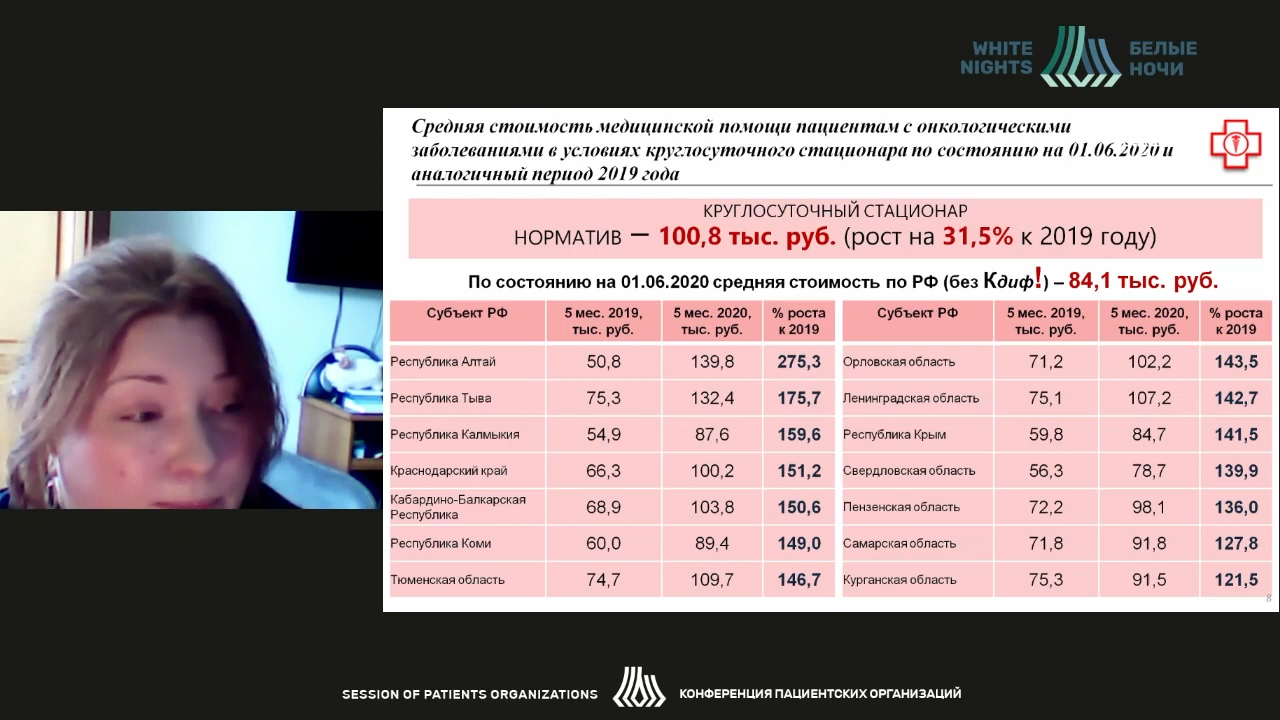 WHITE
NIGHTS
БЕЛЫЕ
НОЧИ
Средняя стоимость медицинской помощи пациентам с онкологическими
заболеваниями в условиях круглосуточного стационара по состоянию на 01.06.2020 и
аналогичный период 2019 года
КРУГЛОСУТОЧНЫЙ СТАЦИОНАР
НОРМАТИВ – 100,8 тыс. руб. (рост на 31,5% к 2019 году)
По состоянию на 01.06.2020 средняя стоимость по РФ (без Кдиф!) – 84,1 тыс. руб.
Субъект РФ 5 мес. 2019, тыс. руб. 5 мес. 2020, тыс. руб. % роста к 2019
Республика Алтай 50,8 139,8 275,3
Республика Тыва 75,3 132,4 175,7
Республика Калмыкия 54,9 87,6 159,6
Краснодарский край 66,3 100,2 151,2
Кабардино-Балкарская Республика 68,9 103,8 150,6
Республика Коми 60,0 89,4 149,0
Тюменская область 74,7 109,7 146,7
Субъект РФ 5 мес. 2019, тыс. руб. 5 мес. 2020, тыс. руб. % роста к 2019
Орловская область 71,2 102,2 143,5
Ленинградская область 75,1 107,2 142,7
Республика Крым 59,8 84,7 141,5
Свердловская область 56,3 78,7 139,9
Пензенская область 72,2 98,1 136,0
Самарская область 71,8 91,8 127,8
Курганская область 75,3 91,5 121,5
SESSION OF PATIENTS ORGANIZATIONS
КОНФЕРЕНЦИЯ ПАЦИЕНТСКИХ ОРГАНИЗАЦИЙ